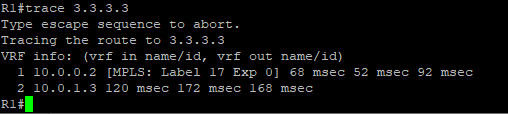 R1#trace 3.3.3.3
Type escape sequence to abort.
Tracing the route to 3.3.3.3
VRF info: (vrf in name/id, vrf out name/id)
  1 10.0.0.2 [MPLS: Label 17 Exp 0] 68 msec 52 msec 92 msec
  2 10.0.1.3 120 msec 172 msec 168 msec
R1#